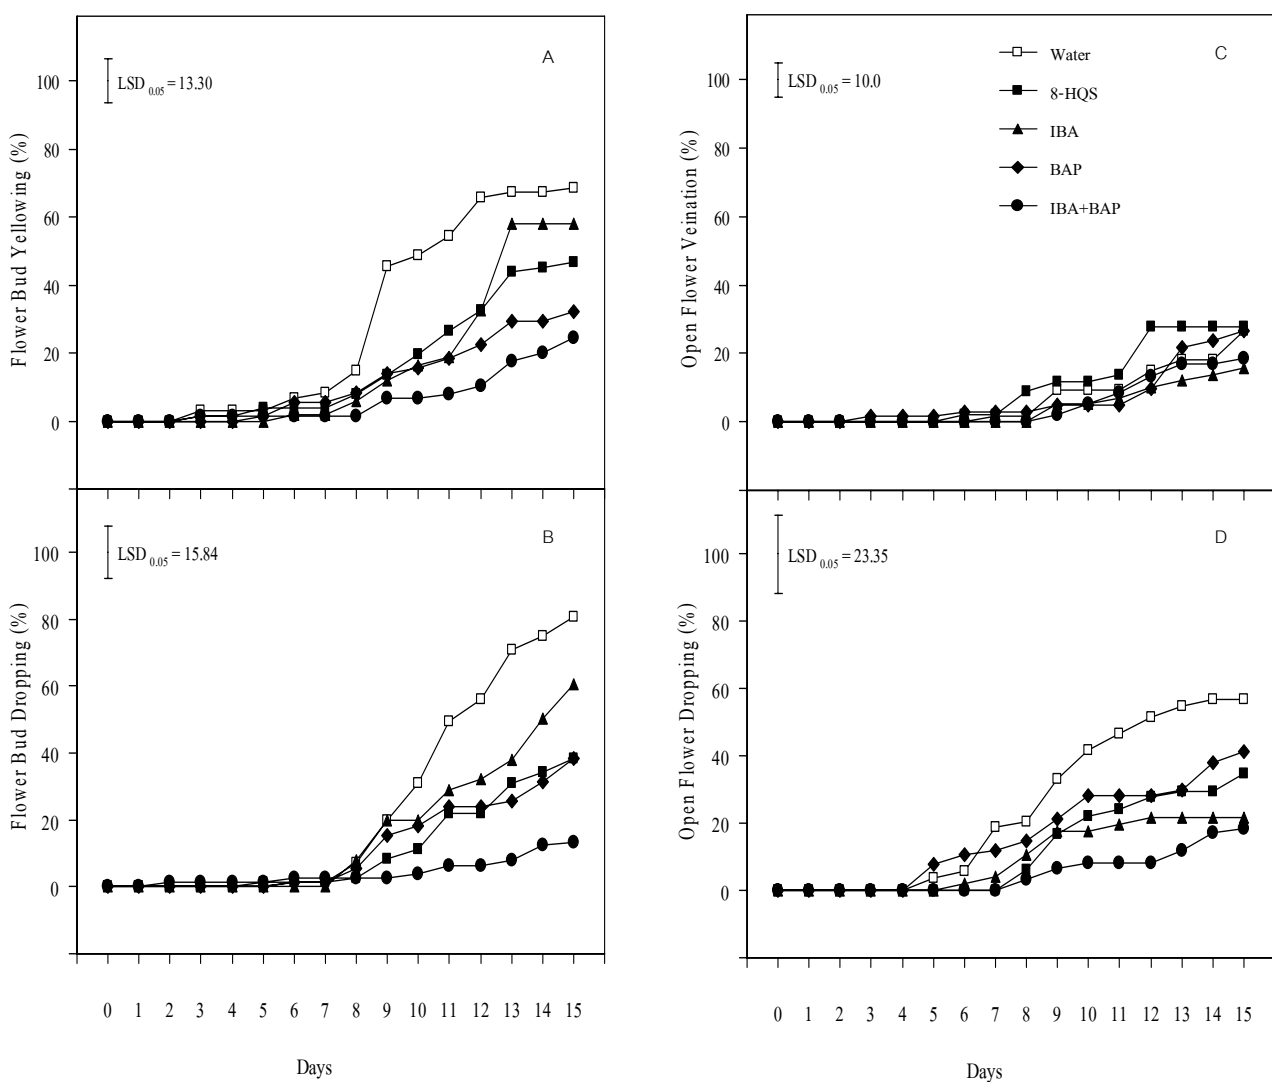 A
LSD 0.05 = 13.30
100
80
60
40
20
0
Flower Bud Yellowing (%)
C
LSD 0.05 = 10.0
Water
8-HQS
IBA
BAP
IBA+BAP
100
80
60
40
20
0
Open Flower Veination (%)
B
LSD 0.05 = 15.84
100
80
60
40
20
0
Flower Bud Dropping (%)
0 1 2 3 4 5 6 7 8 9 10 11 12 13 14 15
Days
D
LSD 0.05 = 23.35
100
80
60
40
20
0
Open Flower Dropping (%)
0 1 2 3 4 5 6 7 8 9 10 11 12 13 14 15
Days